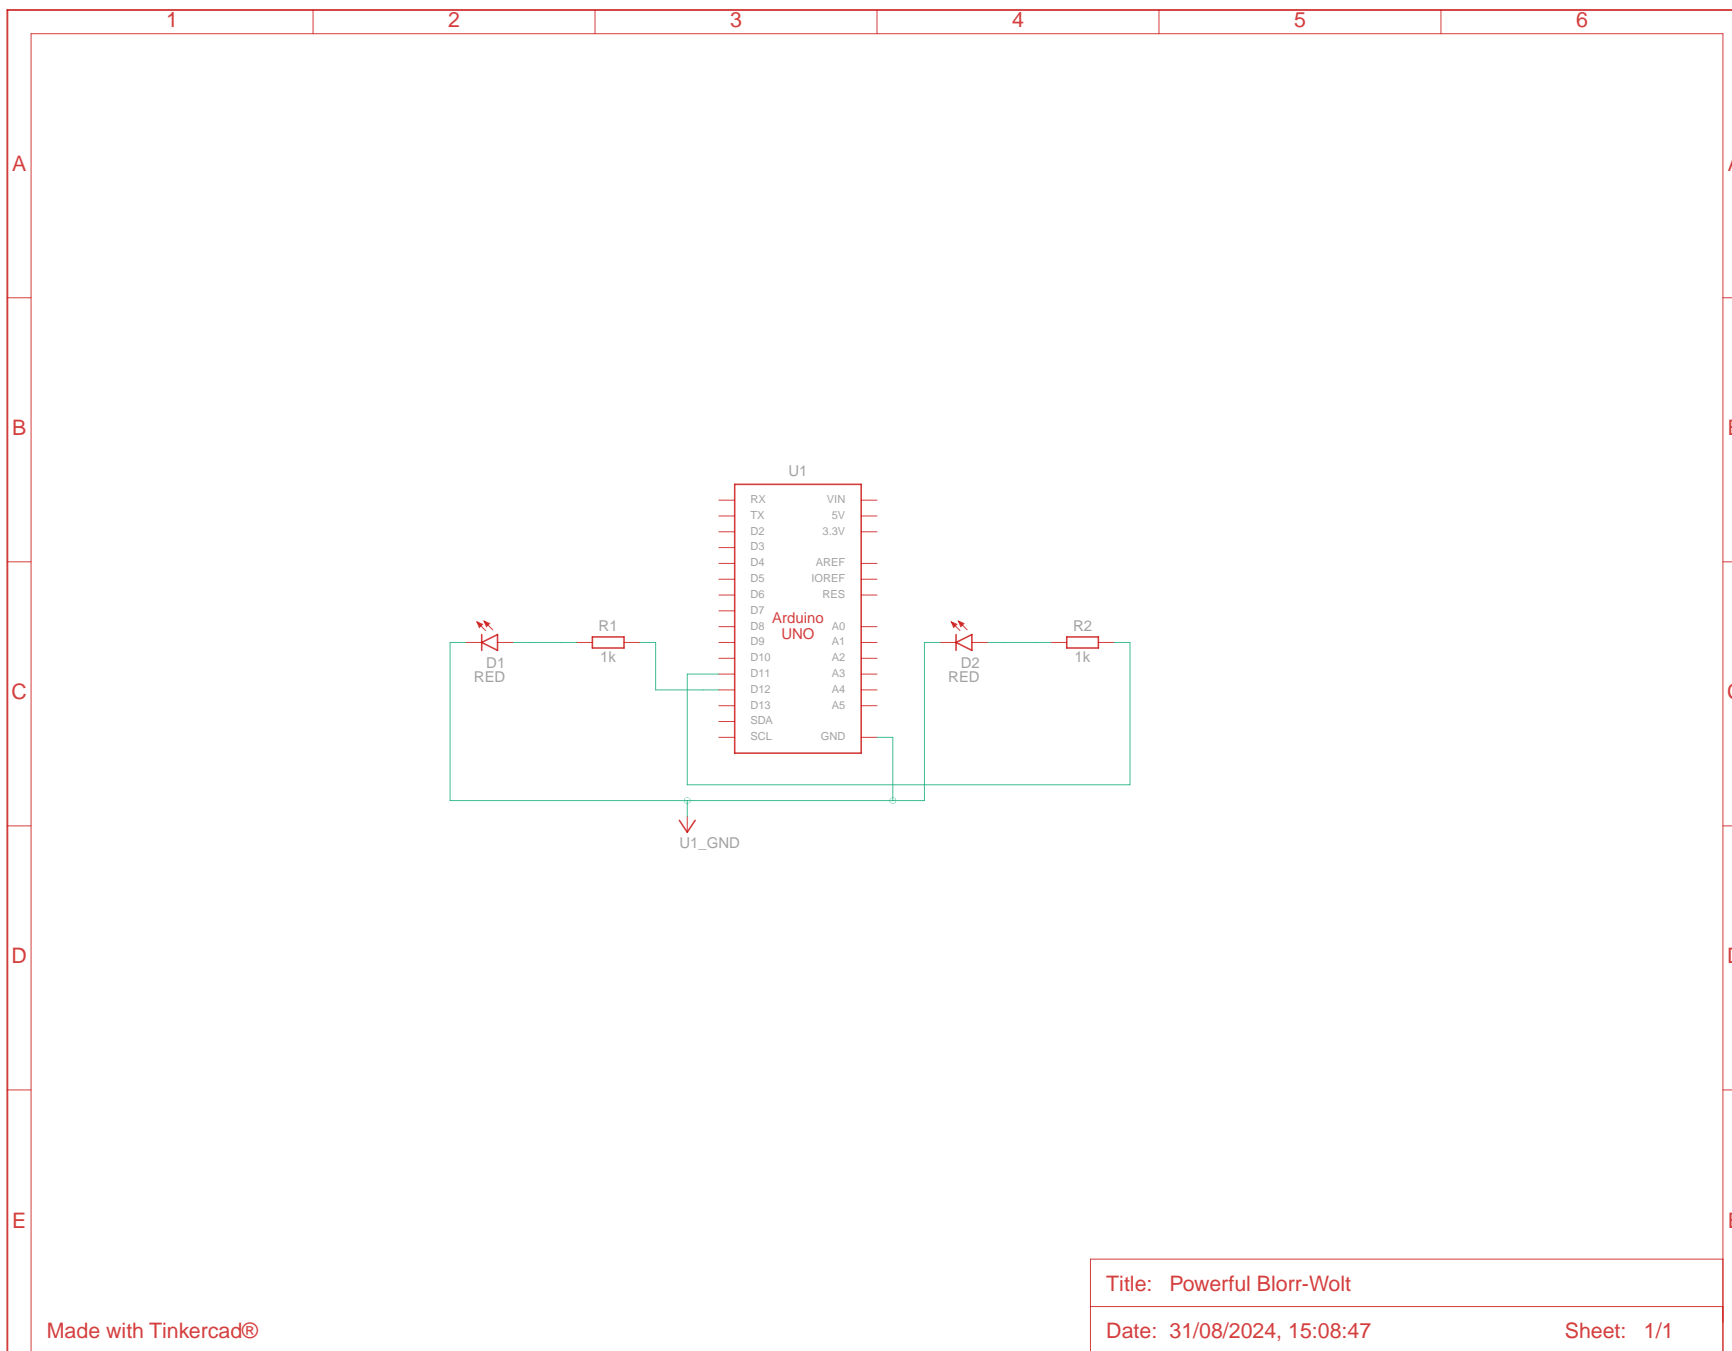 1 2 3 4 5 6
A
B
C
D
E
U1
RX VIN
TX 5V
D2 3.3V
D3
D4 AREF
D5 IOREF
D6 RES
D7
Arduino
UNO
D8 A0
D9 A1
D10 A2
D11 A3
D12 A4
D13 A5
SDA
SCL GND
R1
1k
D1
RED
R2
1k
D2
RED
U1_GND
Title: Powerful Blorr-Wolt
Made with Tinkercad®
Date: 31/08/2024, 15:08:47 Sheet: 1/1